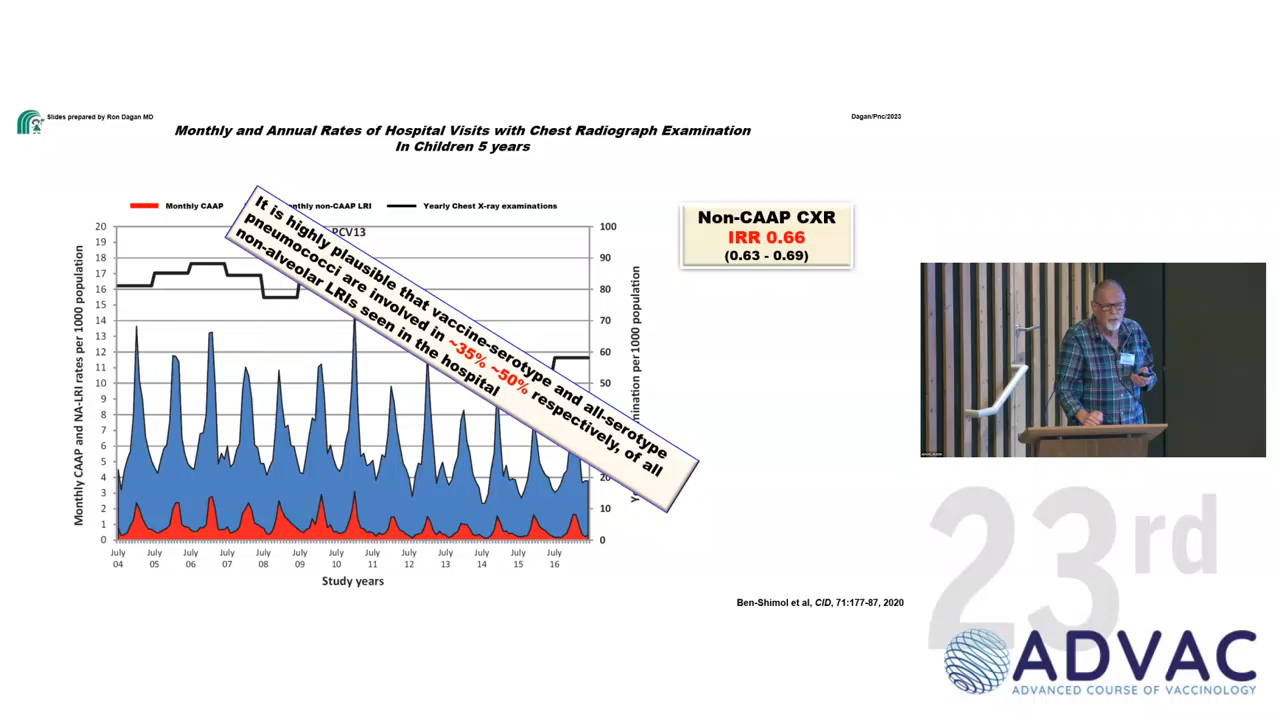 Slides prepared by Ron Dagan MD
Dagan/Pnc/2023
Monthly and Annual Rates of Hospital Visits with Chest Radiograph Examination
In Children 5 years
Monthly CAAP
onthly non-CAAP LRI
Yearly Chest X-ray examinations
PCV13
It is highly plausible that vaccine-serotype and all-serotype
pneumococci are involved in ~35% ~50% respectively, of all
non-alveolar LRIs seen in the hospital
Non-CAAP CXR
IRR 0.66
(0.63 - 0.69)
Monthly CAAP and NA-LRI rates per 1000 population
20
19
18
17
16
15
14
13
12
11
10
9
8
7
6
5
4
3
2
1
0
100
90
80
70
60
50
20
10
0
mination per1000 population
July 04
July 05
July 06
July 07
July 08
July 09
July 10
July 11
July 12
July 13
July 14
July 15
July 16
Study years
Ben-Shimol et al, CID, 71:177-87, 2020
23rd
ADVAC
ADVANCED COURSE OF VACCINOLOGY